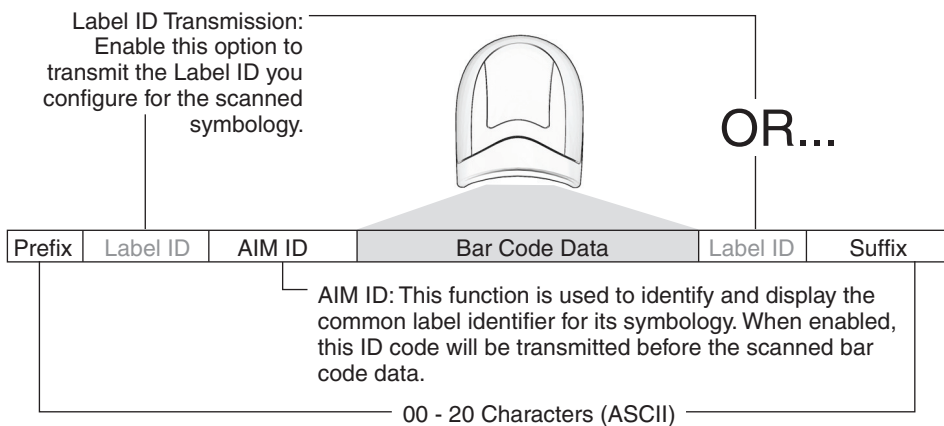 Label ID Transmission:
Enable this option to
transmit the Label ID you
configure for the scanned
symbology.
OR...
Prefix Label ID AIM ID Bar Code Data Label ID Suffix
AIM ID: This function is used to identify and display the
common label identifier for its symbology. When enabled,
this ID code will be transmitted before the scanned bar
code data.
00 - 20 Characters (ASCII)